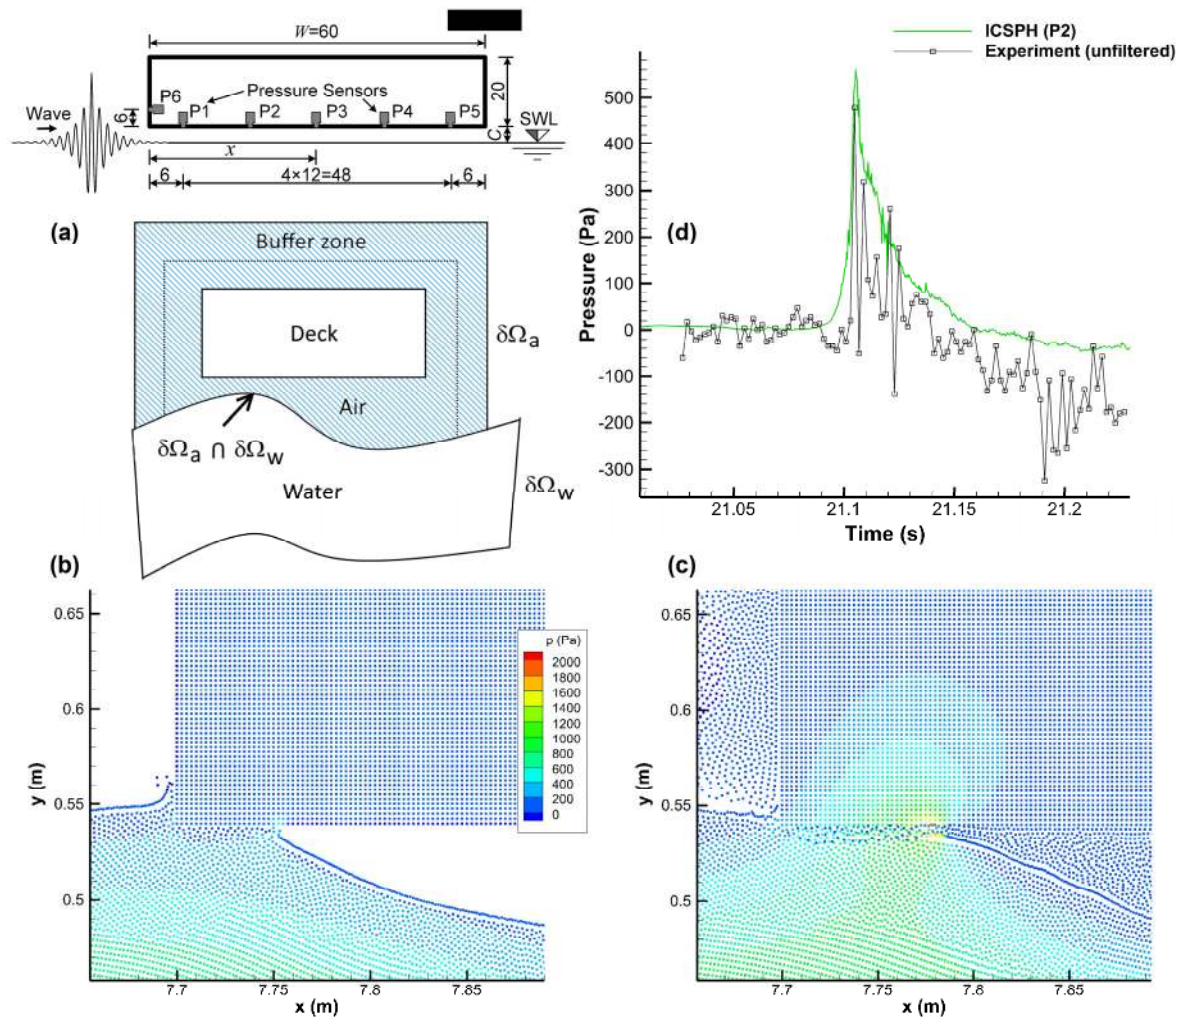 W=60
P6
P1
Pressure Sensors
P2
P3
P4
P5
20
6
Wave
SWL
C
x
6
4×12=48
6
(a)
Buffer zone
Deck
δΩa
Air
δΩa ∩ δΩw
Water
δΩw
ICSPH (P2)
Experiment (unfiltered)
500
400
300
200
100
0
-100
-200
-300
Pressure (Pa)
(d)
21.05
21.1
21.15
21.2
Time (s)
(b)
0.65
0.6
0.55
0.5
y (m)
7.7
7.75
7.8
7.85
x (m)
p (Pa)
2000
1800
1600
1400
1200
1000
800
600
400
200
0
(c)
0.65
0.6
0.55
0.5
y (m)
7.7
7.75
7.8
7.85
x (m)